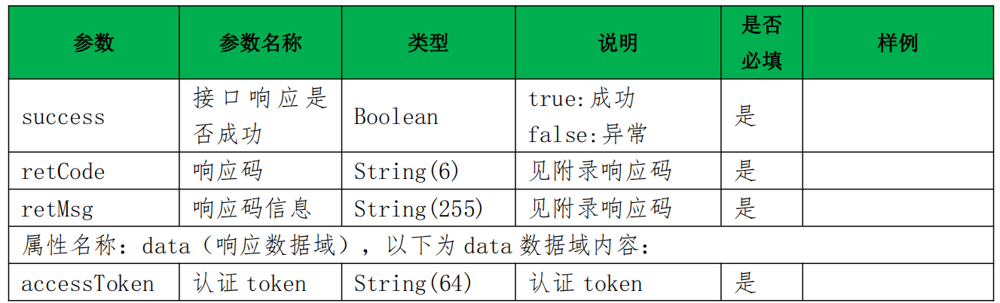 参数 参数名称 类型 说明 是否必填 样例
success 接口响应是否成功 Boolean true:成功 false:异常 是
retCode 响应码 String(6) 见附录响应码 是
retMsg 响应码信息 String(255) 见附录响应码 是
属性名称：data（响应数据域），以下为 data 数据域内容：
accessToken 认证 token String(64) 认证 token 是